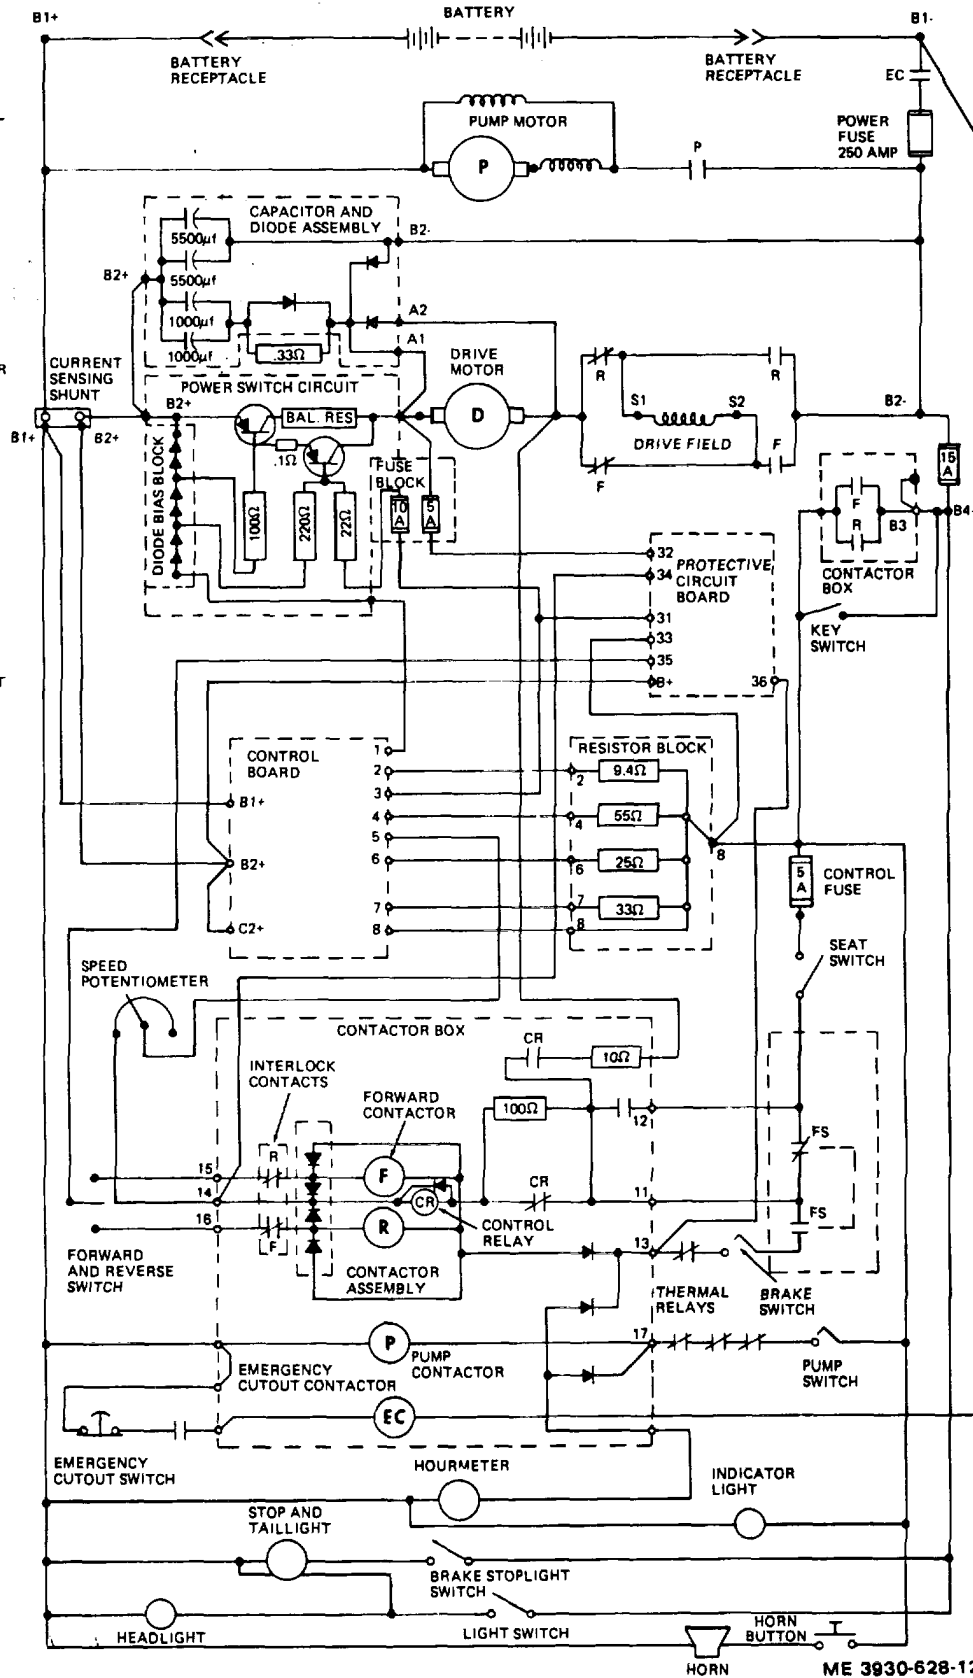 B1+
BATTERY
B1-
BATTERY
RECEPTACLE
BATTERY
RECEPTACLE
EC
PUMP MOTOR
POWER
FUSE
250 AMP
P
P
CAPACITOR AND
DIODE ASSEMBLY
5500µf
B2-
B2+
5500µf
1000µf
A2
1000µf
.33Ω
A1
CURRENT
SENSING
SHUNT
POWER SWITCH CIRCUIT
DRIVE
MOTOR
R
R
B2+
BAL. RES
D
S1
S2
B2-
B1+
B2+
DRIVE FIELD
.1Ω
FUSE
BLOCK
F
F
15
A
DIODE BIAS BLOCK
100Ω
220Ω
22Ω
10
A
5
A
F
R
B3
B4-
CONTACTOR
BOX
32
34
PROTECTIVE
CIRCUIT
BOARD
31
33
35
B+
36
KEY
SWITCH
CONTROL
BOARD
1
2
3
4
5
6
7
8
B1+
B2+
C2+
RESISTOR BLOCK
2
9.4Ω
4
55Ω
6
25Ω
7
33Ω
8
8
5
A
CONTROL
FUSE
SEAT
SWITCH
SPEED
POTENTIOMETER
CONTACTOR BOX
CR
10Ω
INTERLOCK
CONTACTS
FORWARD
CONTACTOR
100Ω
12
FS
R
15
F
14
CR
CR
11
FS
16
R
F
CONTROL
RELAY
13
FORWARD
AND REVERSE
SWITCH
CONTACTOR
ASSEMBLY
THERMAL
RELAYS
BRAKE
SWITCH
17
P
PUMP
CONTACTOR
PUMP
SWITCH
EMERGENCY
CUTOUT CONTACTOR
EC
EMERGENCY
CUTOUT SWITCH
HOURMETER
INDICATOR
LIGHT
STOP AND
TAILLIGHT
BRAKE STOPLIGHT
SWITCH
HEADLIGHT
LIGHT SWITCH
HORN
BUTTON
HORN
ME 3930-628-12